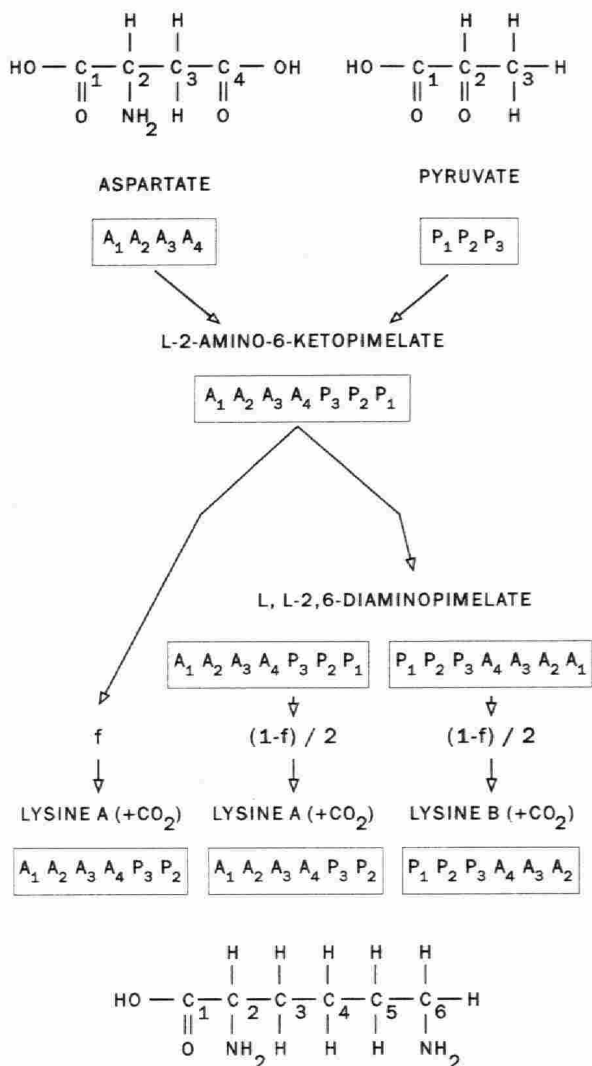 H H H
HO — C — C — C — C — OH
1 2 3 4
O NH2 H O
H H
HO — C — C — C — H
1 2 3
O O H
ASPARTATE
PYRUVATE
A1 A2 A3 A4
P1 P2 P3
L-2-AMINO-6-KETOPIMELATE
A1 A2 A3 A4 P3 P2 P1
L, L-2,6-DIAMINOPIMELATE
A1 A2 A3 A4 P3 P2 P1
P1 P2 P3 A4 A3 A2 A1
f
(1-f) / 2
(1-f) / 2
LYSINE A (+CO2)
LYSINE A (+CO2)
LYSINE B (+CO2)
A1 A2 A3 A4 P3 P2
A1 A2 A3 A4 P3 P2
P1 P2 P3 A4 A3 A2
H H H H H
HO — C — C — C — C — C — C — H
1 2 3 4 5 6
O NH2 H H H NH2